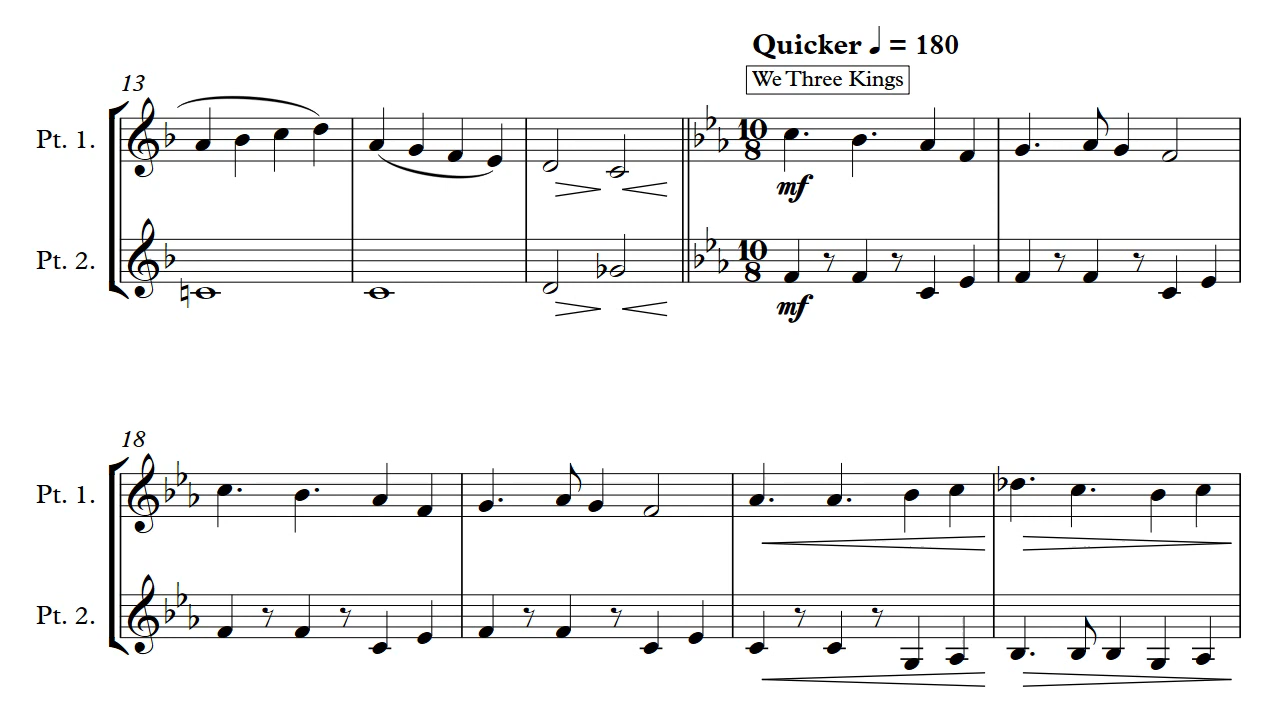 Quicker ♩ = 180
We Three Kings
13
Pt. 1.
10
8
mf
Pt. 2.
10
8
mf
18
Pt. 1.
Pt. 2.